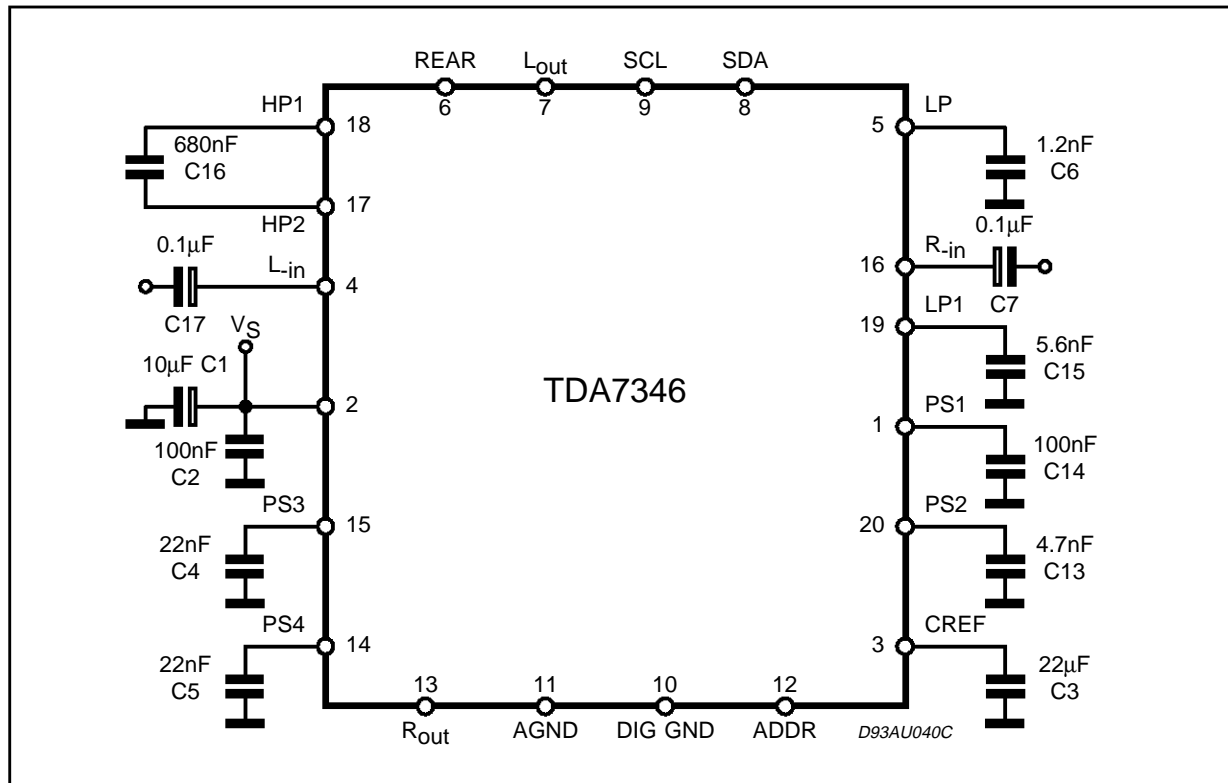 REAR
L_out
SCL
SDA
6
7
9
8
HP1
18
5
LP
680nF
C16
1.2nF
C6
17
HP2
0.1µF
L-in
4
C17
0.1µF
R-in
16
C7
LP1
19
V_S
10µF C1
2
5.6nF
C15
TDA7346
PS1
1
100nF
C2
100nF
C14
PS3
15
PS2
20
22nF
C4
4.7nF
C13
PS4
14
CREF
3
22nF
C5
22µF
C3
13
11
10
12
R_out
AGND
DIG GND
ADDR
D93AU040C